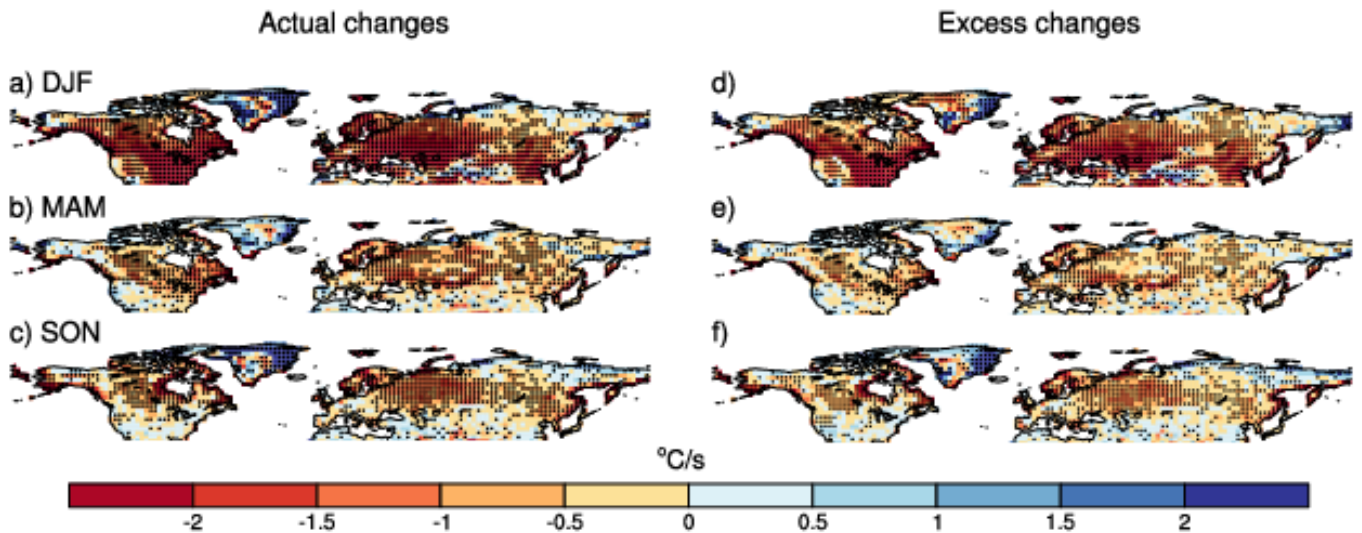 Actual changes
Excess changes
a) DJF
d)
b) MAM
e)
c) SON
f)
°C/s
-2 -1.5 -1 -0.5 0 0.5 1 1.5 2